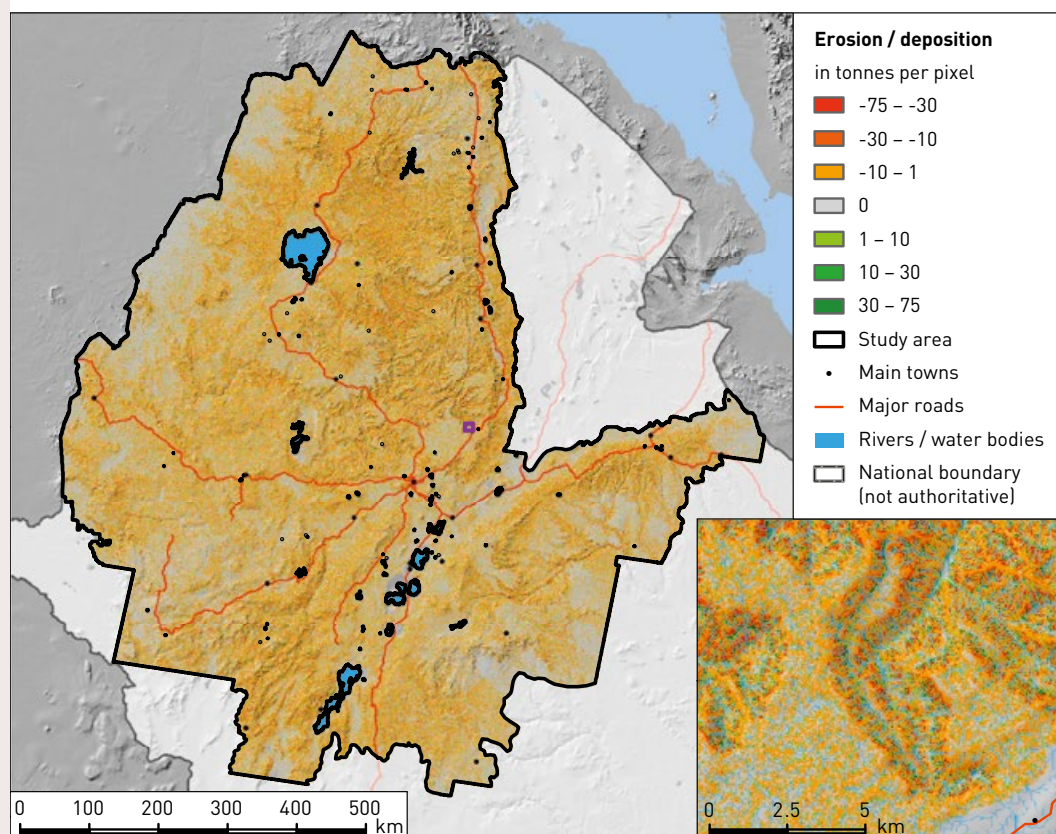 Erosion / deposition
in tonnes per pixel
-75 – -30
-30 – -10
-10 – 1
0
1 – 10
10 – 30
30 – 75
Study area
Main towns
Major roads
Rivers / water bodies
National boundary
(not authoritative)
0 100 200 300 400 500
km
0 2.5 5
km